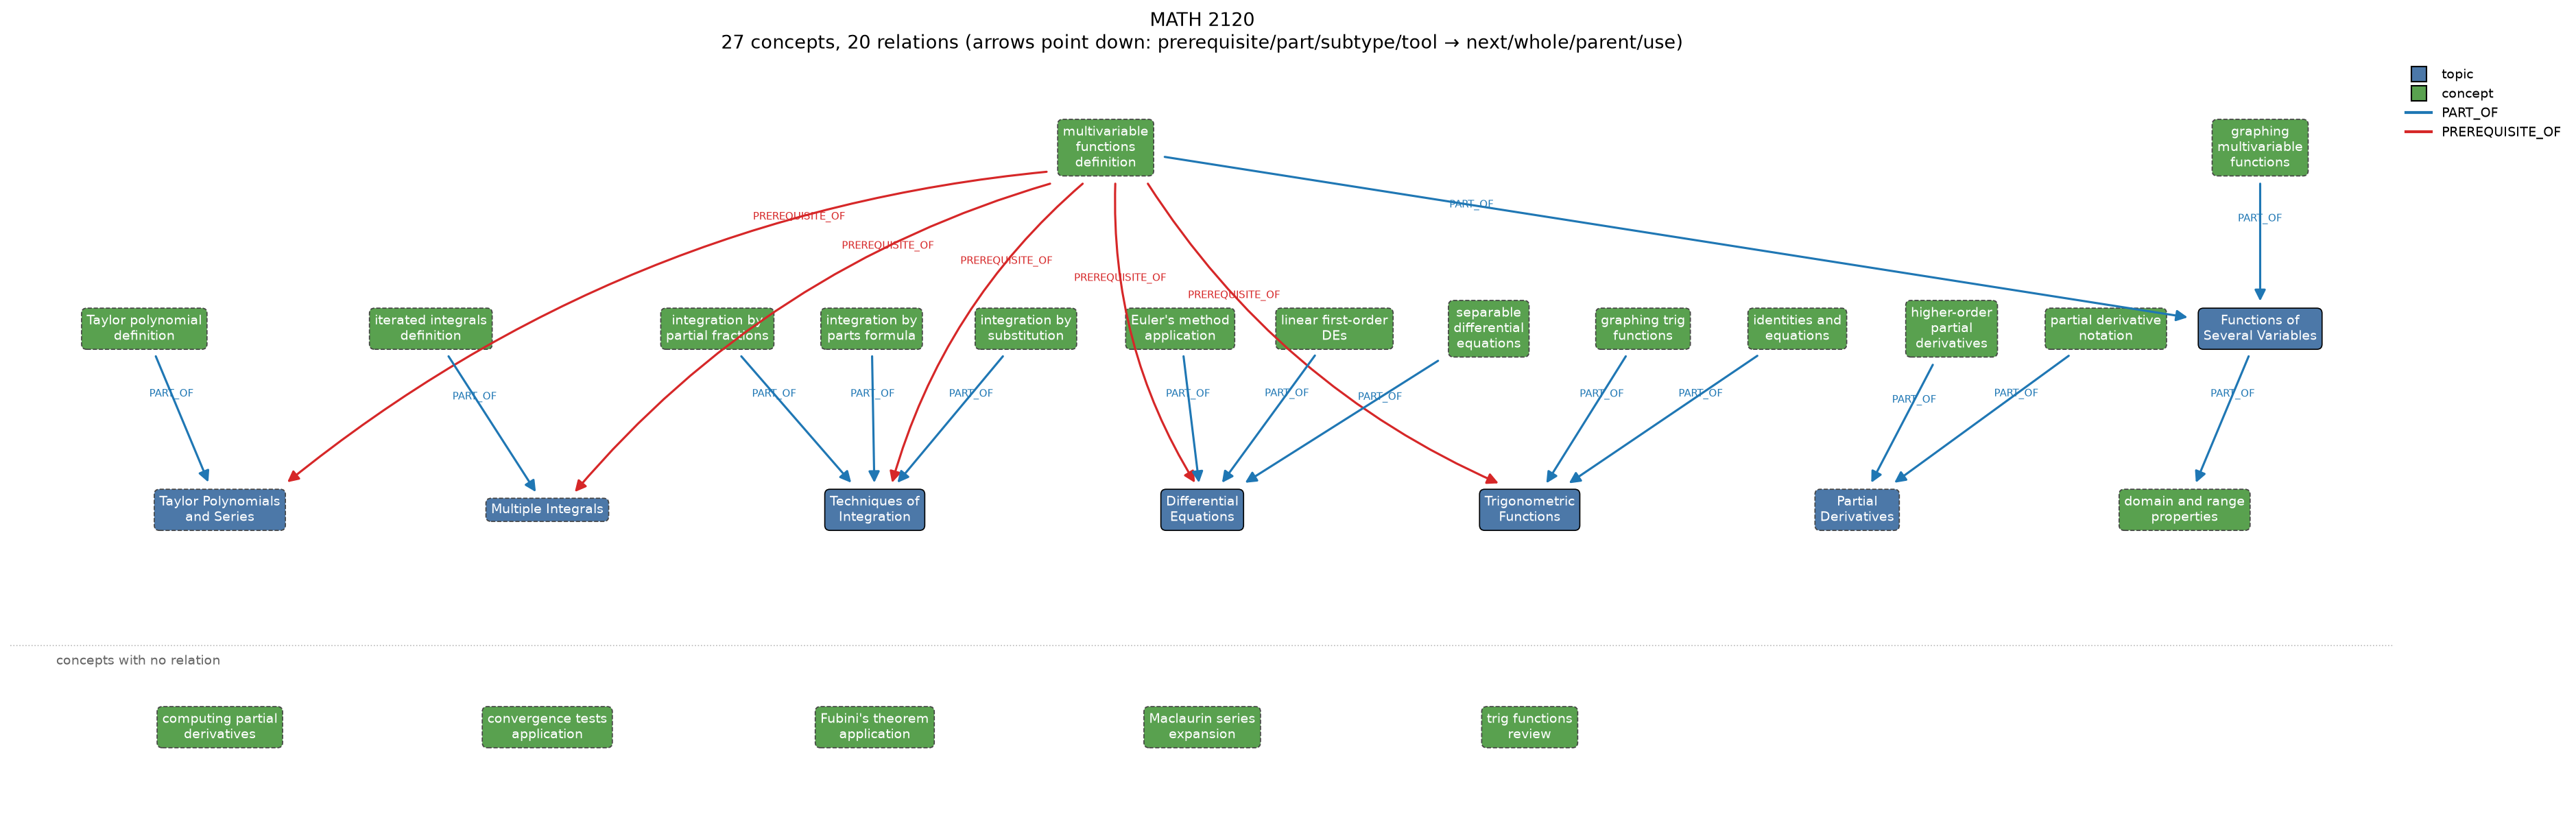 MATH 2120
27 concepts, 20 relations (arrows point down: prerequisite/part/subtype/tool → next/whole/parent/use)
topic
concept
PART_OF
PREREQUISITE_OF
multivariable
functions
definition
graphing
multivariable
functions
PART_OF
PREREQUISITE_OF
PART_OF
PREREQUISITE_OF
PREREQUISITE_OF
PREREQUISITE_OF
PREREQUISITE_OF
Taylor polynomial
definition
iterated integrals
definition
integration by
partial fractions
integration by
parts formula
integration by
substitution
Euler's method
application
linear first-order
DEs
separable
differential
equations
graphing trig
functions
identities and
equations
higher-order
partial
derivatives
partial derivative
notation
Functions of
Several Variables
PART_OF
PART_OF
PART_OF
PART_OF
PART_OF
PART_OF
PART_OF
PART_OF
PART_OF
PART_OF
PART_OF
PART_OF
PART_OF
Taylor Polynomials
and Series
Multiple Integrals
Techniques of
Integration
Differential
Equations
Trigonometric
Functions
Partial
Derivatives
domain and range
properties
concepts with no relation
computing partial
derivatives
convergence tests
application
Fubini's theorem
application
Maclaurin series
expansion
trig functions
review